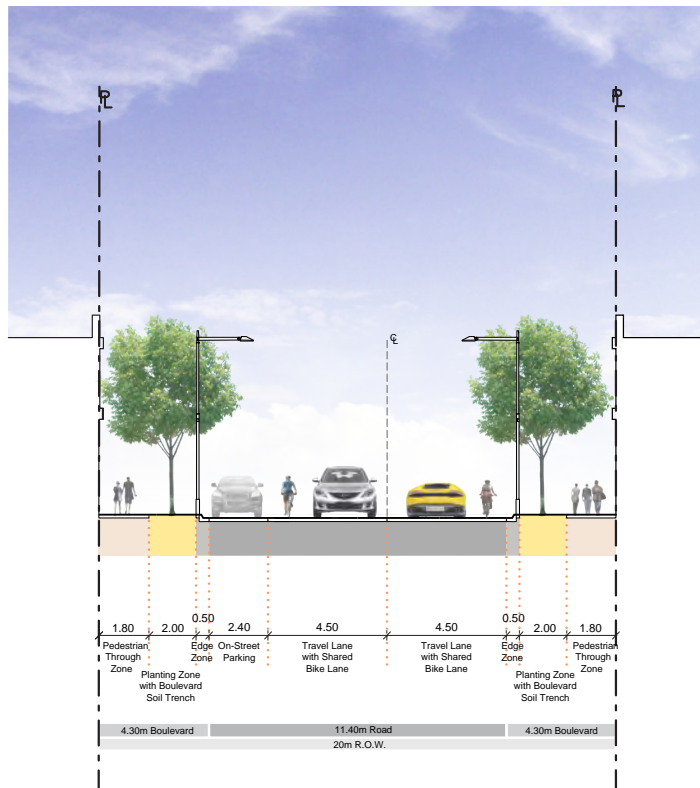 PL
PL
CL
0.50
0.50
1.80
2.00
2.40
4.50
4.50
2.00
1.80
Pedestrian
Through
Zone
Edge
Zone
On-Street
Parking
Travel Lane
with Shared
Bike Lane
Travel Lane
with Shared
Bike Lane
Edge
Zone
Pedestrian
Through
Zone
Planting Zone
with Boulevard
Soil Trench
Planting Zone
with Boulevard
Soil Trench
4.30m Boulevard
11.40m Road
4.30m Boulevard
20m R.O.W.